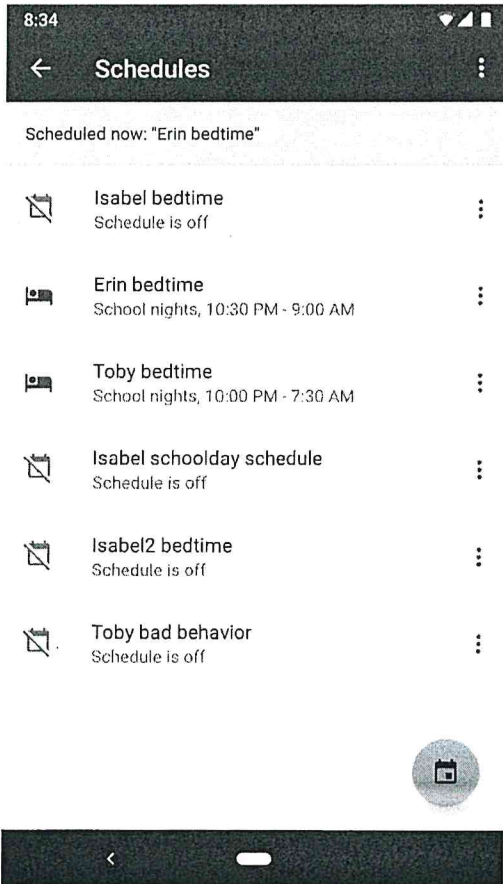 8:34
Schedules
Scheduled now: "Erin bedtime"
Isabel bedtime
Schedule is off
Erin bedtime
School nights, 10:30 PM - 9:00 AM
Toby bedtime
School nights, 10:00 PM - 7:30 AM
Isabel schoolday schedule
Schedule is off
Isabel2 bedtime
Schedule is off
Toby bad behavior
Schedule is off